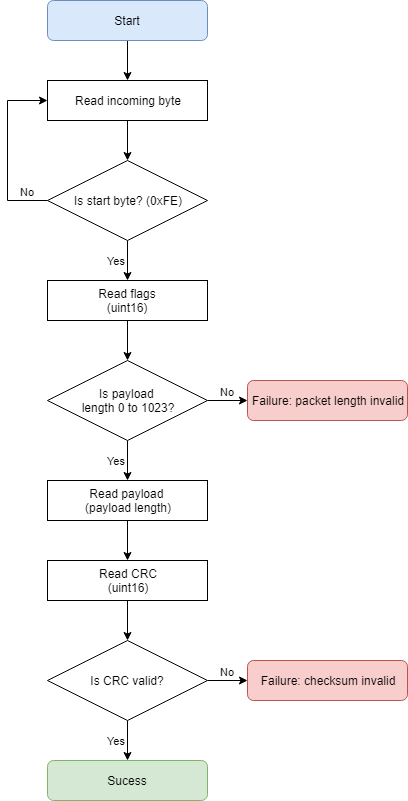 Start
Read incoming byte
Is start byte? (0xFE)
No
Yes
Read flags
(uint16)
Is payload
length 0 to 1023?
No
Failure: packet length invalid
Yes
Read payload
(payload length)
Read CRC
(uint16)
Is CRC valid?
No
Failure: checksum invalid
Yes
Sucess